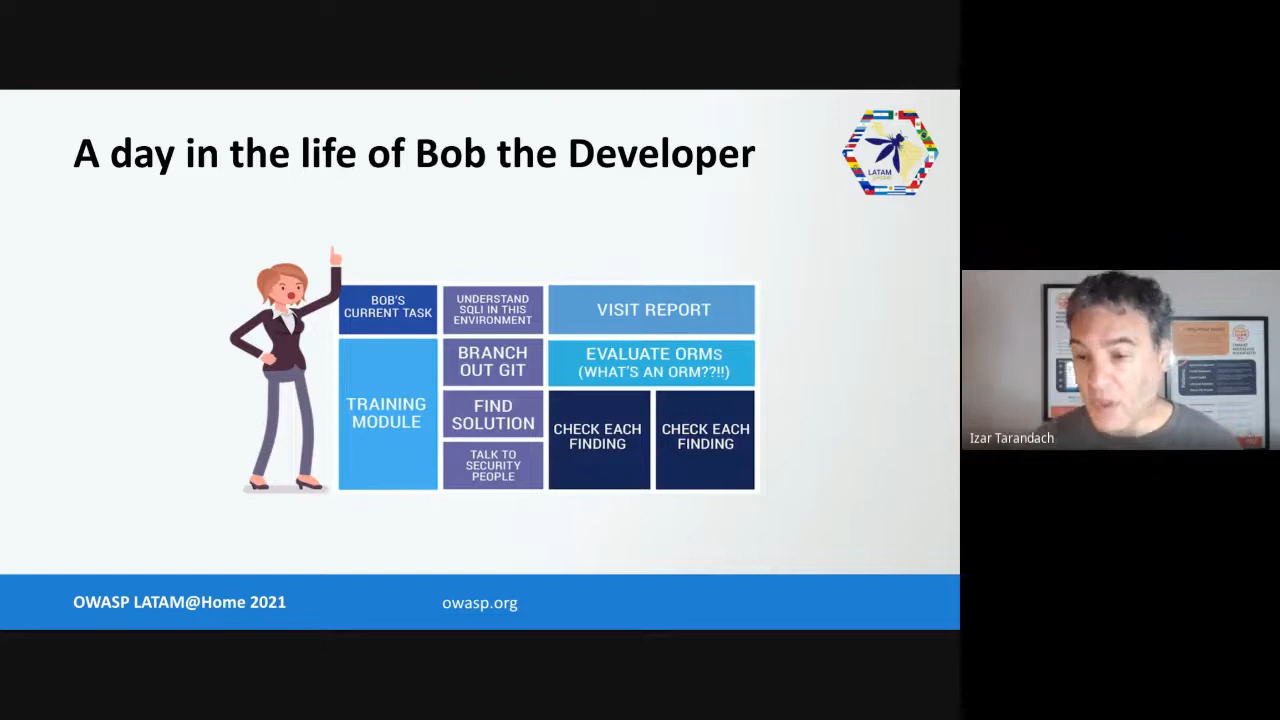 A day in the life of Bob the Developer
LATAM
BOB'S
CURRENT TASK
TRAINING
MODULE
UNDERSTAND
SQLI IN THIS
ENVIRONMENT
BRANCH
OUT GIT
FIND
SOLUTION
TALK TO
SECURITY
PEOPLE
VISIT REPORT
EVALUATE ORMs
(WHAT'S AN ORM??!!)
CHECK EACH
FINDING
CHECK EACH
FINDING
Izar Tarandach
OWASP LATAM@Home 2021
owasp.org